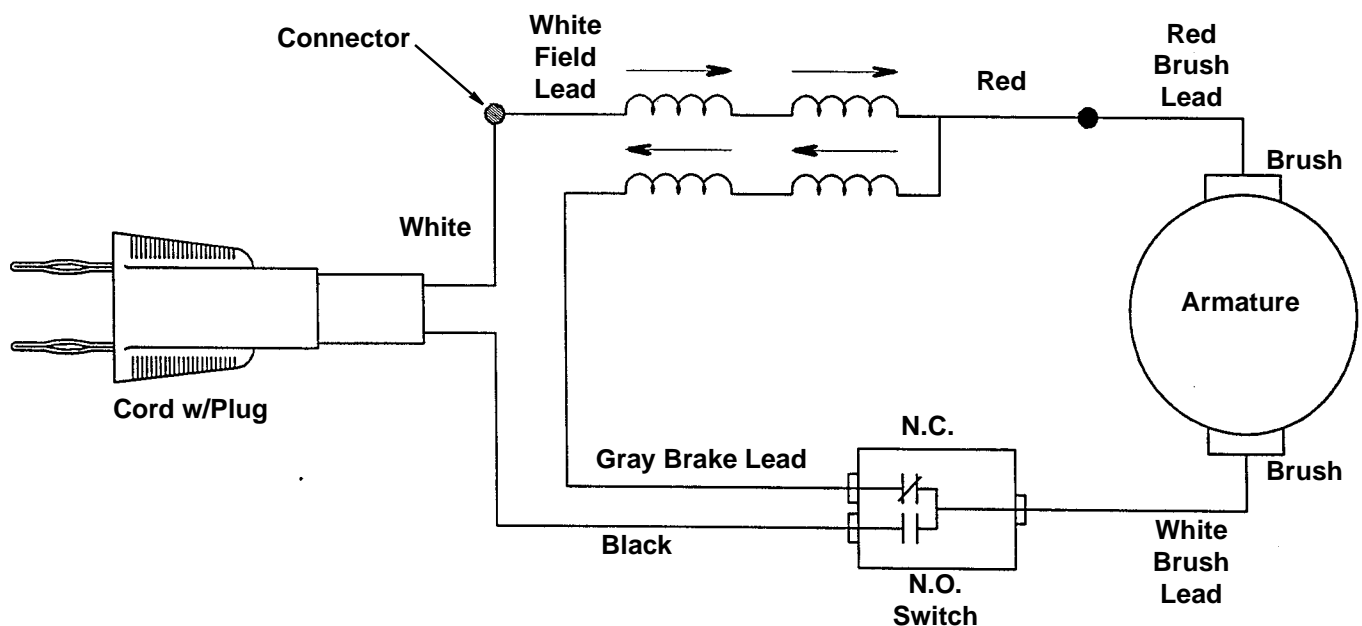 Connector
White
Field
Lead
Red
Red
Brush
Lead
Brush
White
Armature
Cord w/Plug
N.C.
Gray Brake Lead
Brush
Black
N.O.
Switch
White
Brush
Lead